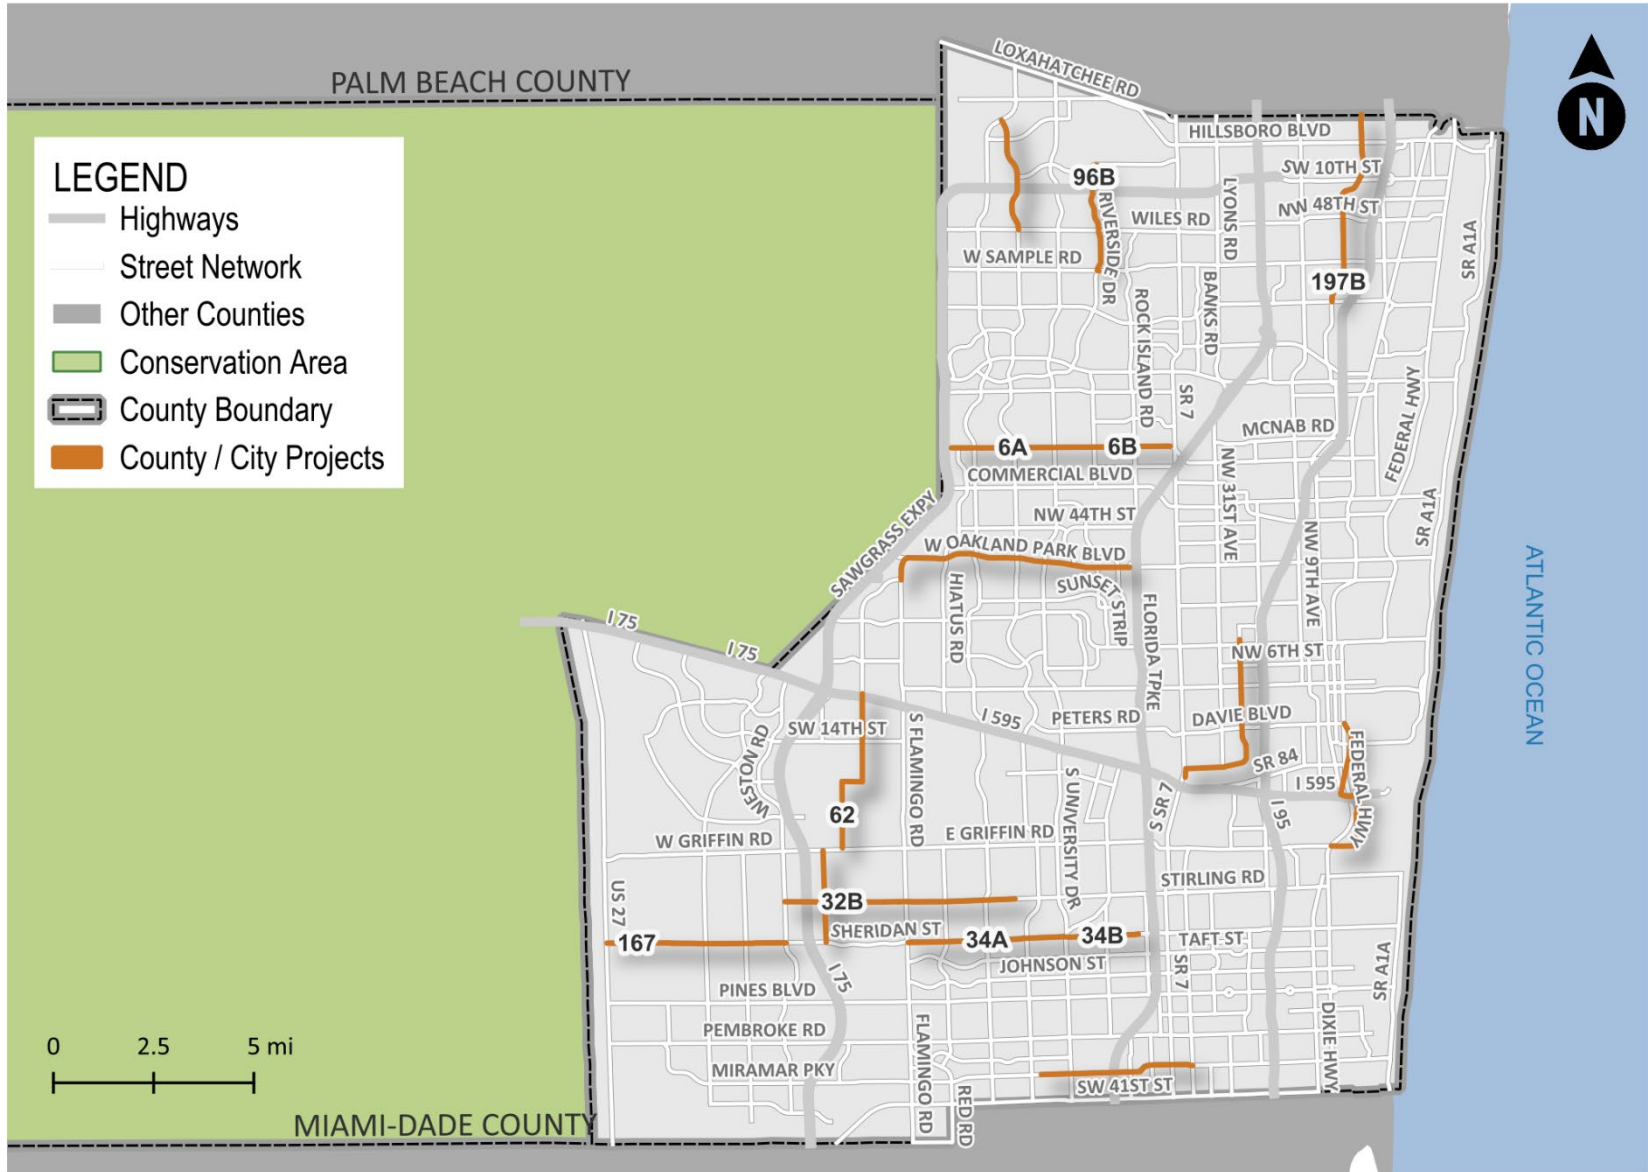 PALM BEACH COUNTY
LOXAHATCHEE RD
HILLSBORO BLVD
N
LEGEND
Highways
Street Network
Other Counties
Conservation Area
County Boundary
County / City Projects
SW 10TH ST
96B
RIVERSIDE DR
LYONS RD
NW 48TH ST
WILES RD
SR A1A
W SAMPLE RD
197B
BANKS RD
ROCK ISLAND RD
SR 7
FEDERAL HWY
MCNAB RD
6A
6B
COMMERCIAL BLVD
NW 31ST AVE
SR A1A
SAWGRASS EXPY
NW 44TH ST
W OAKLAND PARK BLVD
NW 9TH AVE
SUNSET STRIP
HIATUS RD
FLORIDA TPKE
ATLANTIC OCEAN
I 75
I 75
NW 6TH ST
I 595
PETERS RD
DAVIE BLVD
SW 14TH ST
S FLAMINGO RD
WESTON RD
FEDERAL HWY
SR 84
I 595
S UNIVERSITY DR
S SR 7
I 95
62
W GRIFFIN RD
E GRIFFIN RD
STIRLING RD
US 27
32B
SHERIDAN ST
167
34A
34B
TAFT ST
JOHNSON ST
SR 7
SR A1A
I 75
PINES BLVD
PEMBROKE RD
DIXIE HWY
FLAMINGO RD
0 2.5 5 mi
MIRAMAR PKY
SW 41ST ST
RED RD
MIAMI-DADE COUNTY